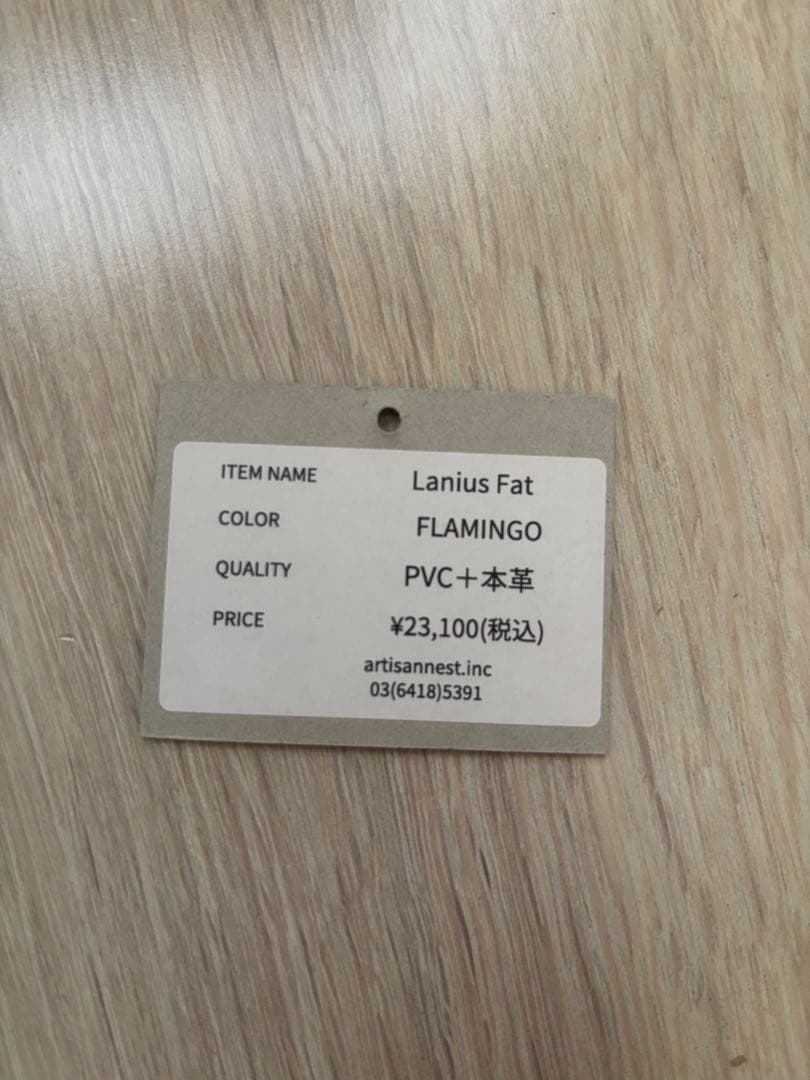 ITEM NAME Lanius Fat
COLOR FLAMINGO
QUALITY PVC＋本革
PRICE ¥23,100(税込)
artisannest.inc
03(6418)5391